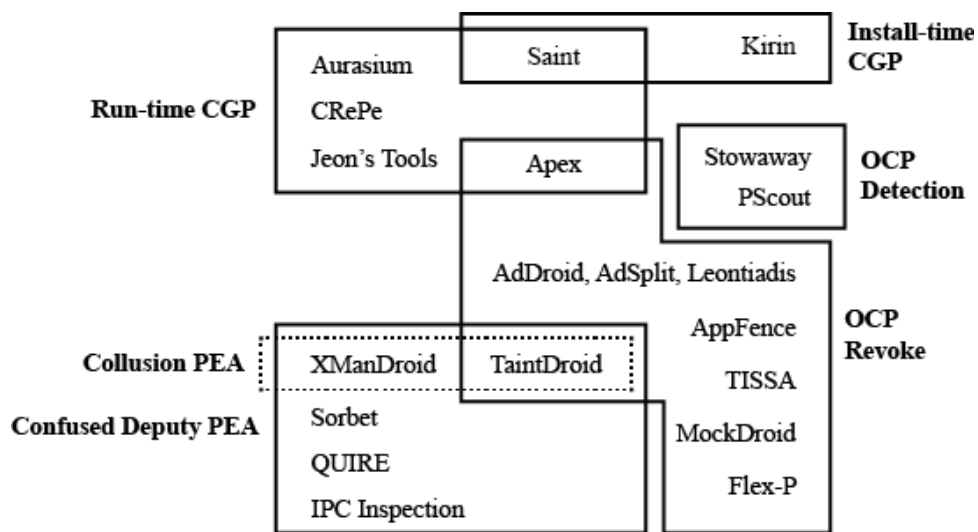 Install-time
CGP
Kirin
Saint
Aurasium
Run-time CGP
CRePe
Jeon's Tools
Apex
Stowaway
PScout
OCP
Detection
AdDroid, AdSplit, Leontiadis
AppFence
OCP
Revoke
TISSA
MockDroid
Flex-P
Collusion PEA
XManDroid
TaintDroid
Confused Deputy PEA
Sorbet
QUIRE
IPC Inspection